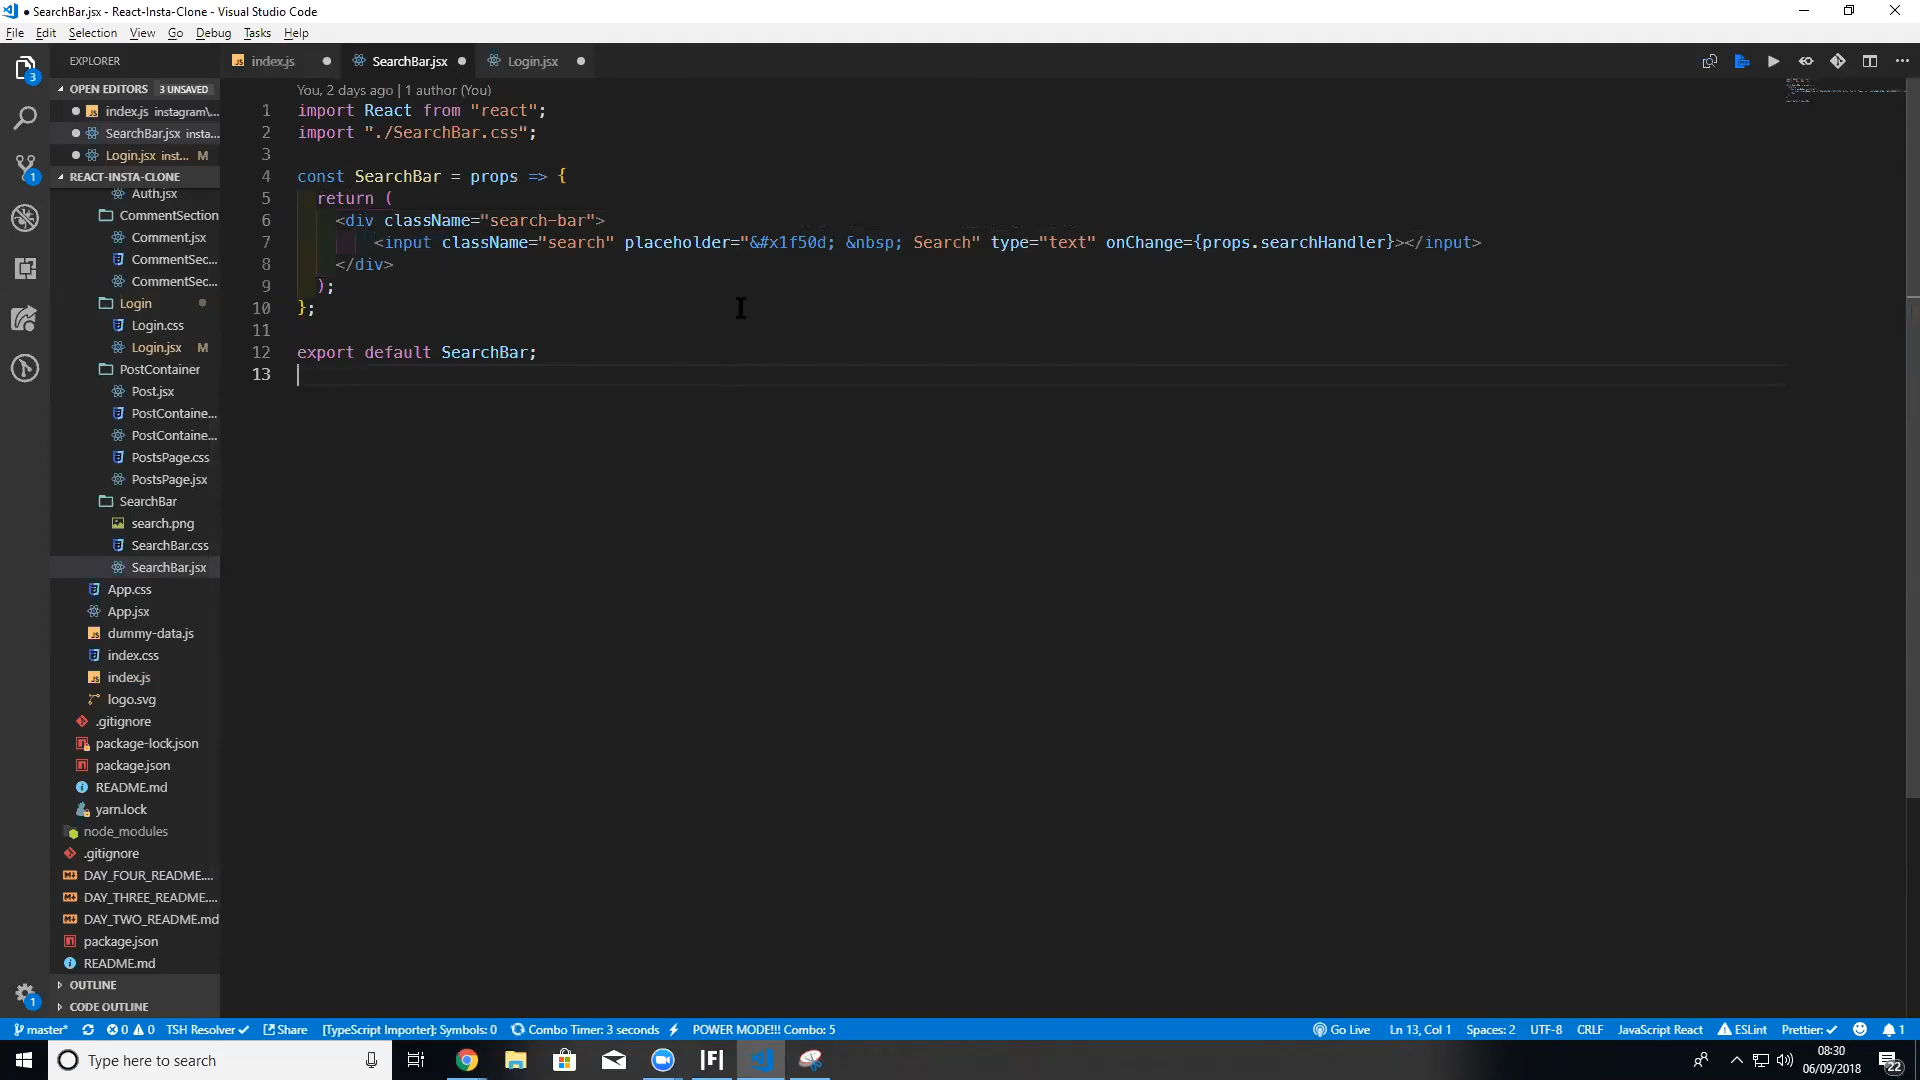 SearchBar.jsx - React-Insta-Clone - Visual Studio Code
File Edit Selection View Go Debug Tasks Help
EXPLORER
OPEN EDITORS 3 UNSAVED
index.js instagram\...
SearchBar.jsx insta...
Login.jsx inst... M
REACT-INSTA-CLONE
Auth.jsx
CommentSection
Comment.jsx
CommentSec...
CommentSec...
Login
Login.css
Login.jsx M
PostContainer
Post.jsx
PostContaine...
PostContaine...
PostsPage.css
PostsPage.jsx
SearchBar
search.png
SearchBar.css
SearchBar.jsx
App.css
App.jsx
dummy-data.js
index.css
index.js
logo.svg
.gitignore
package-lock.json
package.json
README.md
yarn.lock
node_modules
.gitignore
DAY_FOUR_README....
DAY_THREE_README....
DAY_TWO_README.md
package.json
README.md
OUTLINE
CODE OUTLINE
index.js SearchBar.jsx Login.jsx
You, 2 days ago | 1 author (You)
1 import React from "react";
2 import "./SearchBar.css";
3
4 const SearchBar = props => {
5 return (
6 <div className="search-bar">
7 <input className="search" placeholder="&#x1f50d; &nbsp; Search" type="text" onChange={props.searchHandler}></input>
8 </div>
9 );
10 };
11
12 export default SearchBar;
13
3
1
1
master* 0 0 TSH Resolver Share [TypeScript Importer]: Symbols: 0 Combo Timer: 3 seconds POWER MODE!!! Combo: 5 Go Live Ln 13, Col 1 Spaces: 2 UTF-8 CRLF JavaScript React ESLint Prettier: 1
Type here to search
|F|
08:30
06/09/2018
22